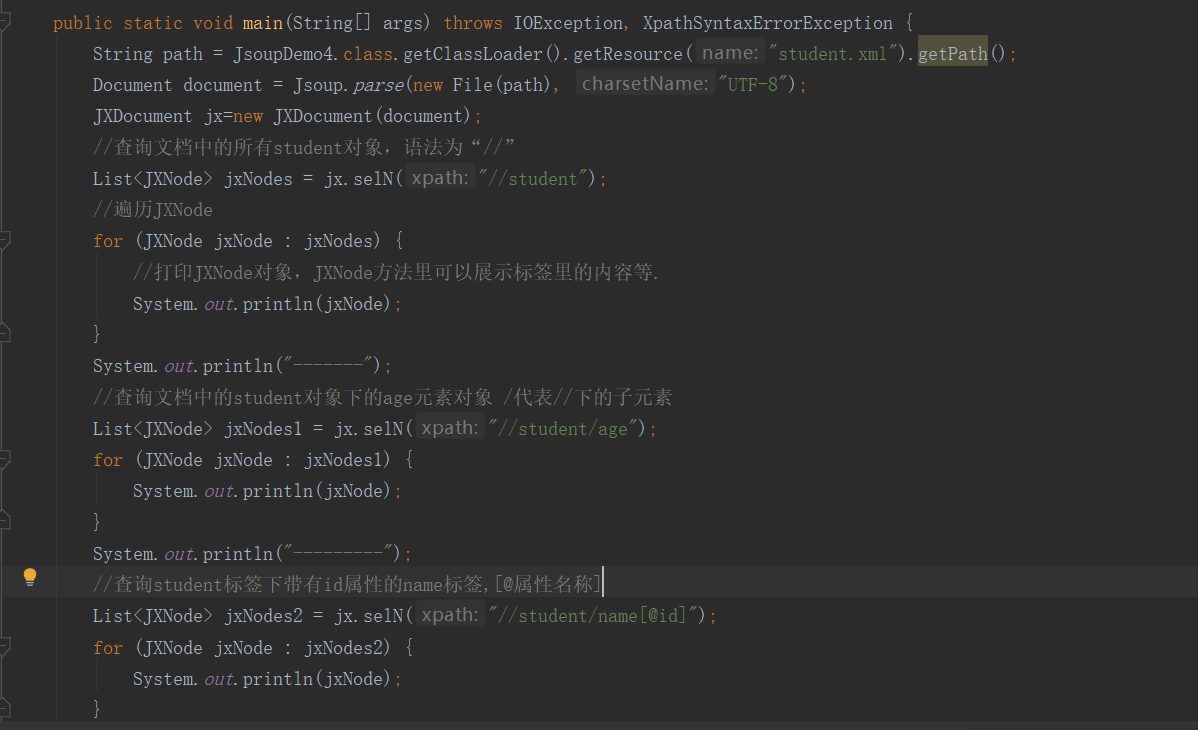 public static void main(String[] args) throws IOException, XpathSyntaxErrorException {
String path = JsoupDemo4.class.getClassLoader().getResource( name: "student.xml").getPath();
Document document = Jsoup.parse(new File(path), charsetName: "UTF-8");
JXDocument jx=new JXDocument(document);
//查询文档中的所有student对象, 语法为“//”
List<JXNode> jxNodes = jx.selN( xpath: "//student");
//遍历JXNode
for (JXNode jxNode : jxNodes) {
//打印JXNode对象, JXNode方法里可以展示标签里的内容等.
System.out.println(jxNode);
}
System.out.println("-------");
//查询文档中的student对象下的age元素对象 /代表//下的子元素
List<JXNode> jxNodes1 = jx.selN( xpath: "//student/age");
for (JXNode jxNode : jxNodes1) {
System.out.println(jxNode);
}
System.out.println("---------");
//查询student标签下带有id属性的name标签,[@属性名称]
List<JXNode> jxNodes2 = jx.selN( xpath: "//student/name[@id]");
for (JXNode jxNode : jxNodes2) {
System.out.println(jxNode);
}